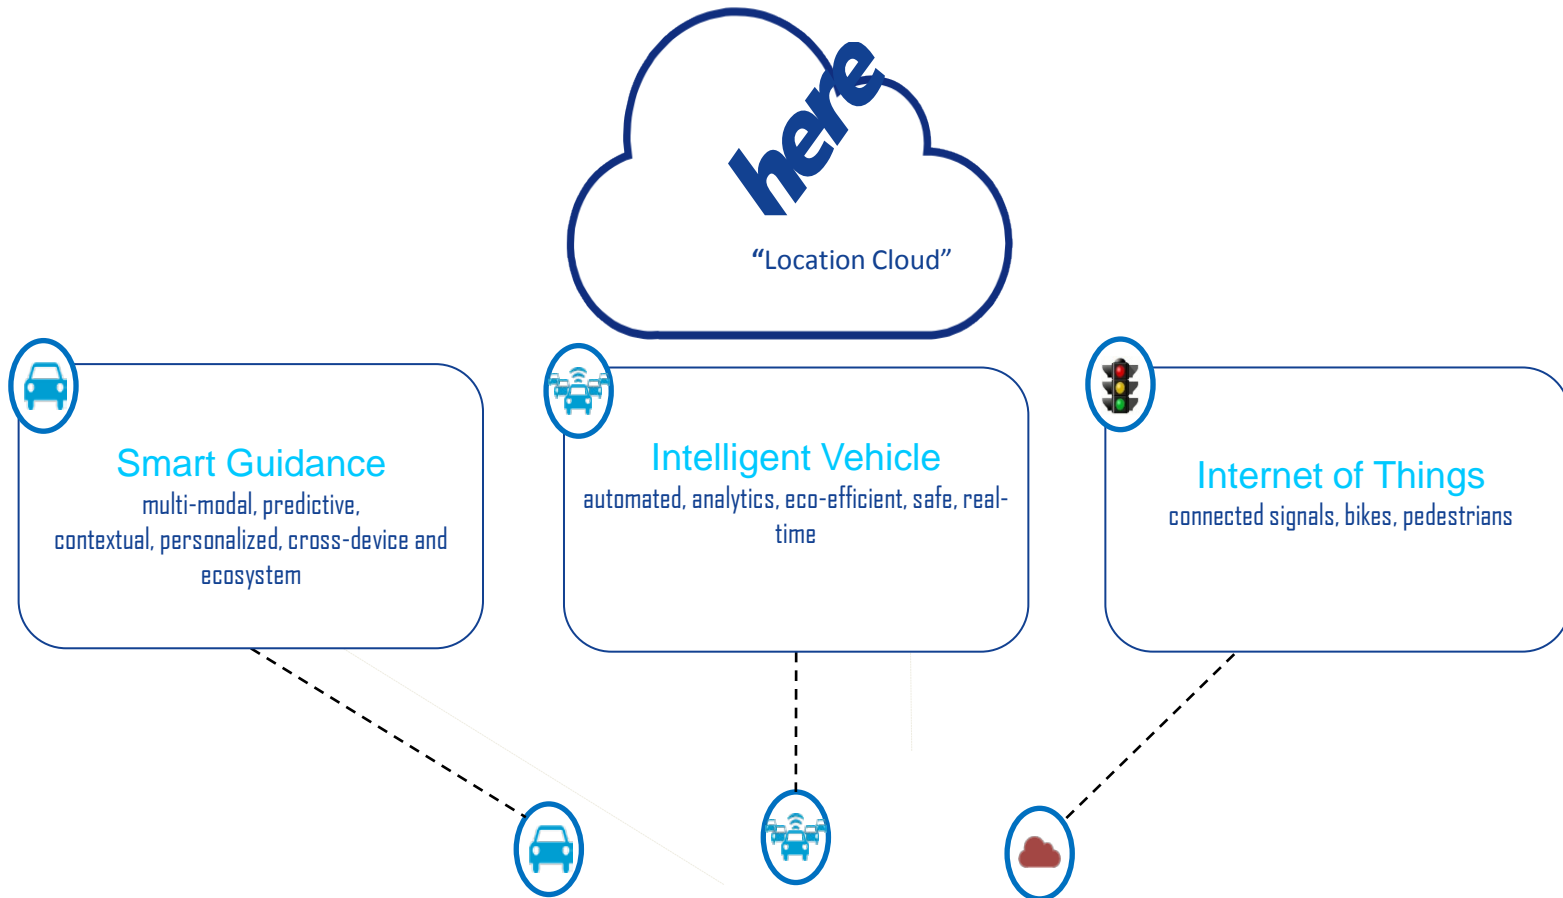 here
“Location Cloud”
Smart Guidance
multi-modal, predictive,
contextual, personalized, cross-device and
ecosystem
Intelligent Vehicle
automated, analytics, eco-efficient, safe, real-
time
Internet of Things
connected signals, bikes, pedestrians